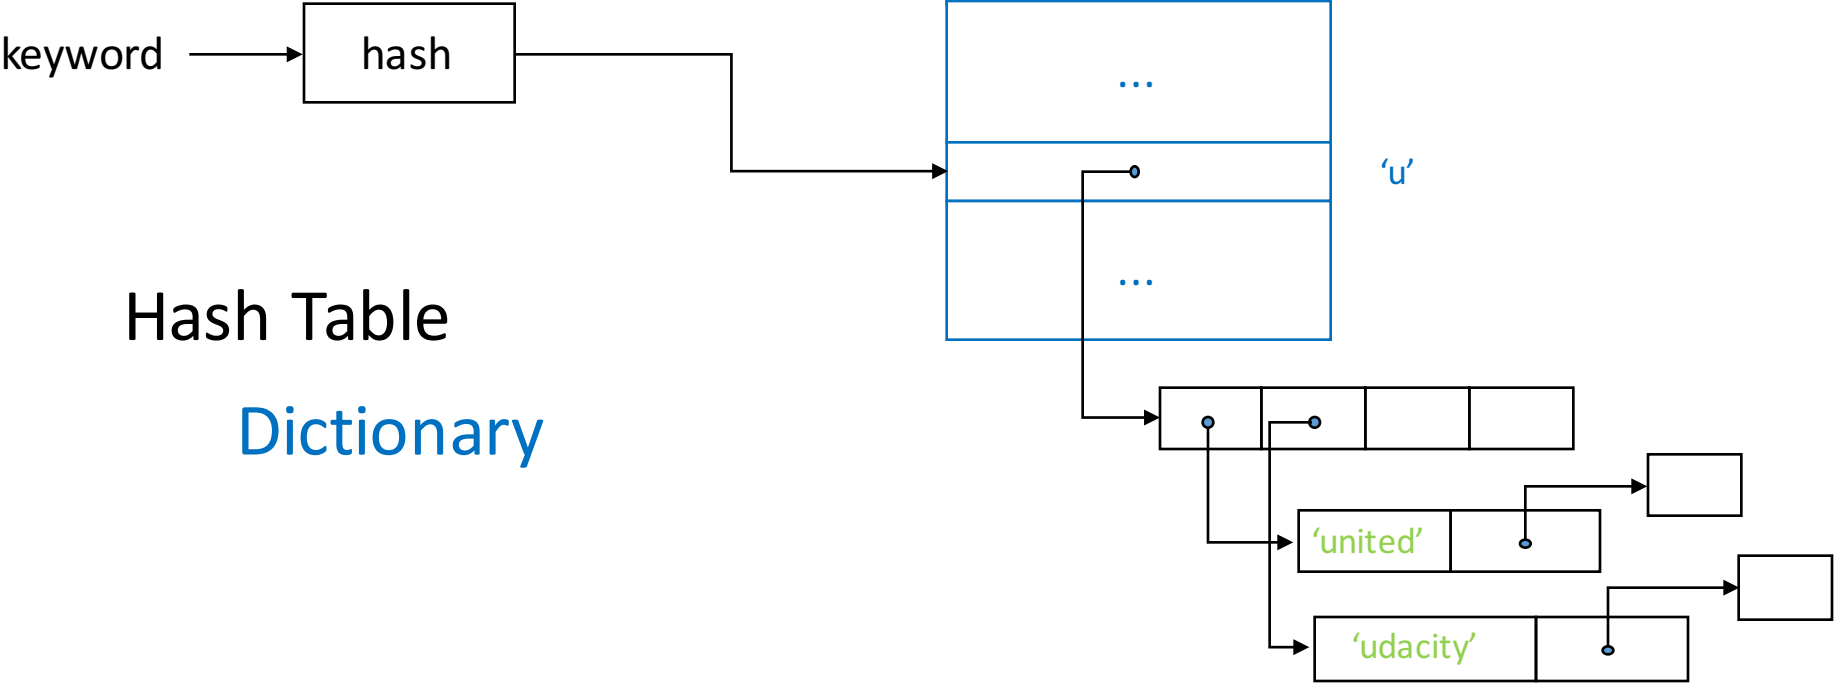 keyword
hash
...
‘u’
...
Hash Table
Dictionary
‘united’
‘udacity’